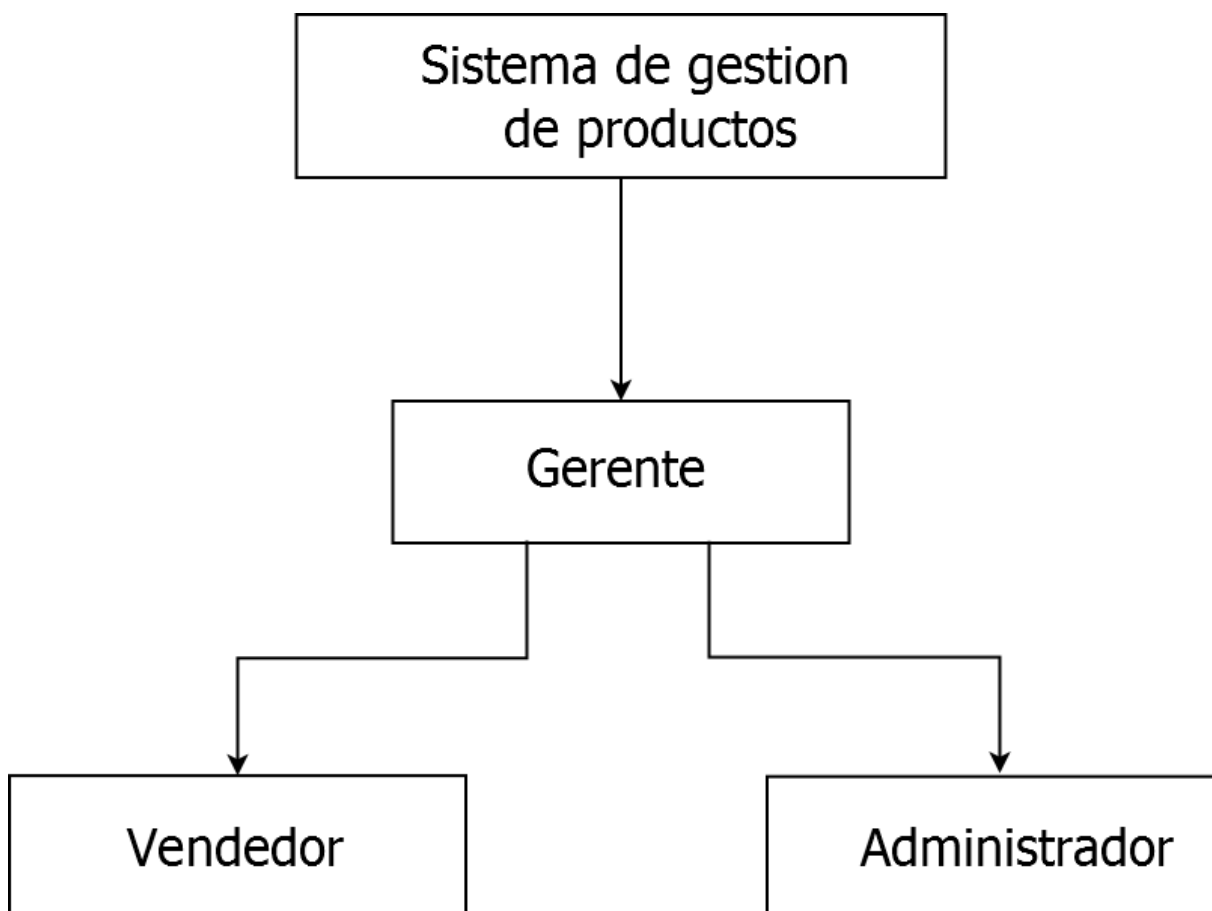 Sistema de gestion
de productos
Gerente
Vendedor
Administrador